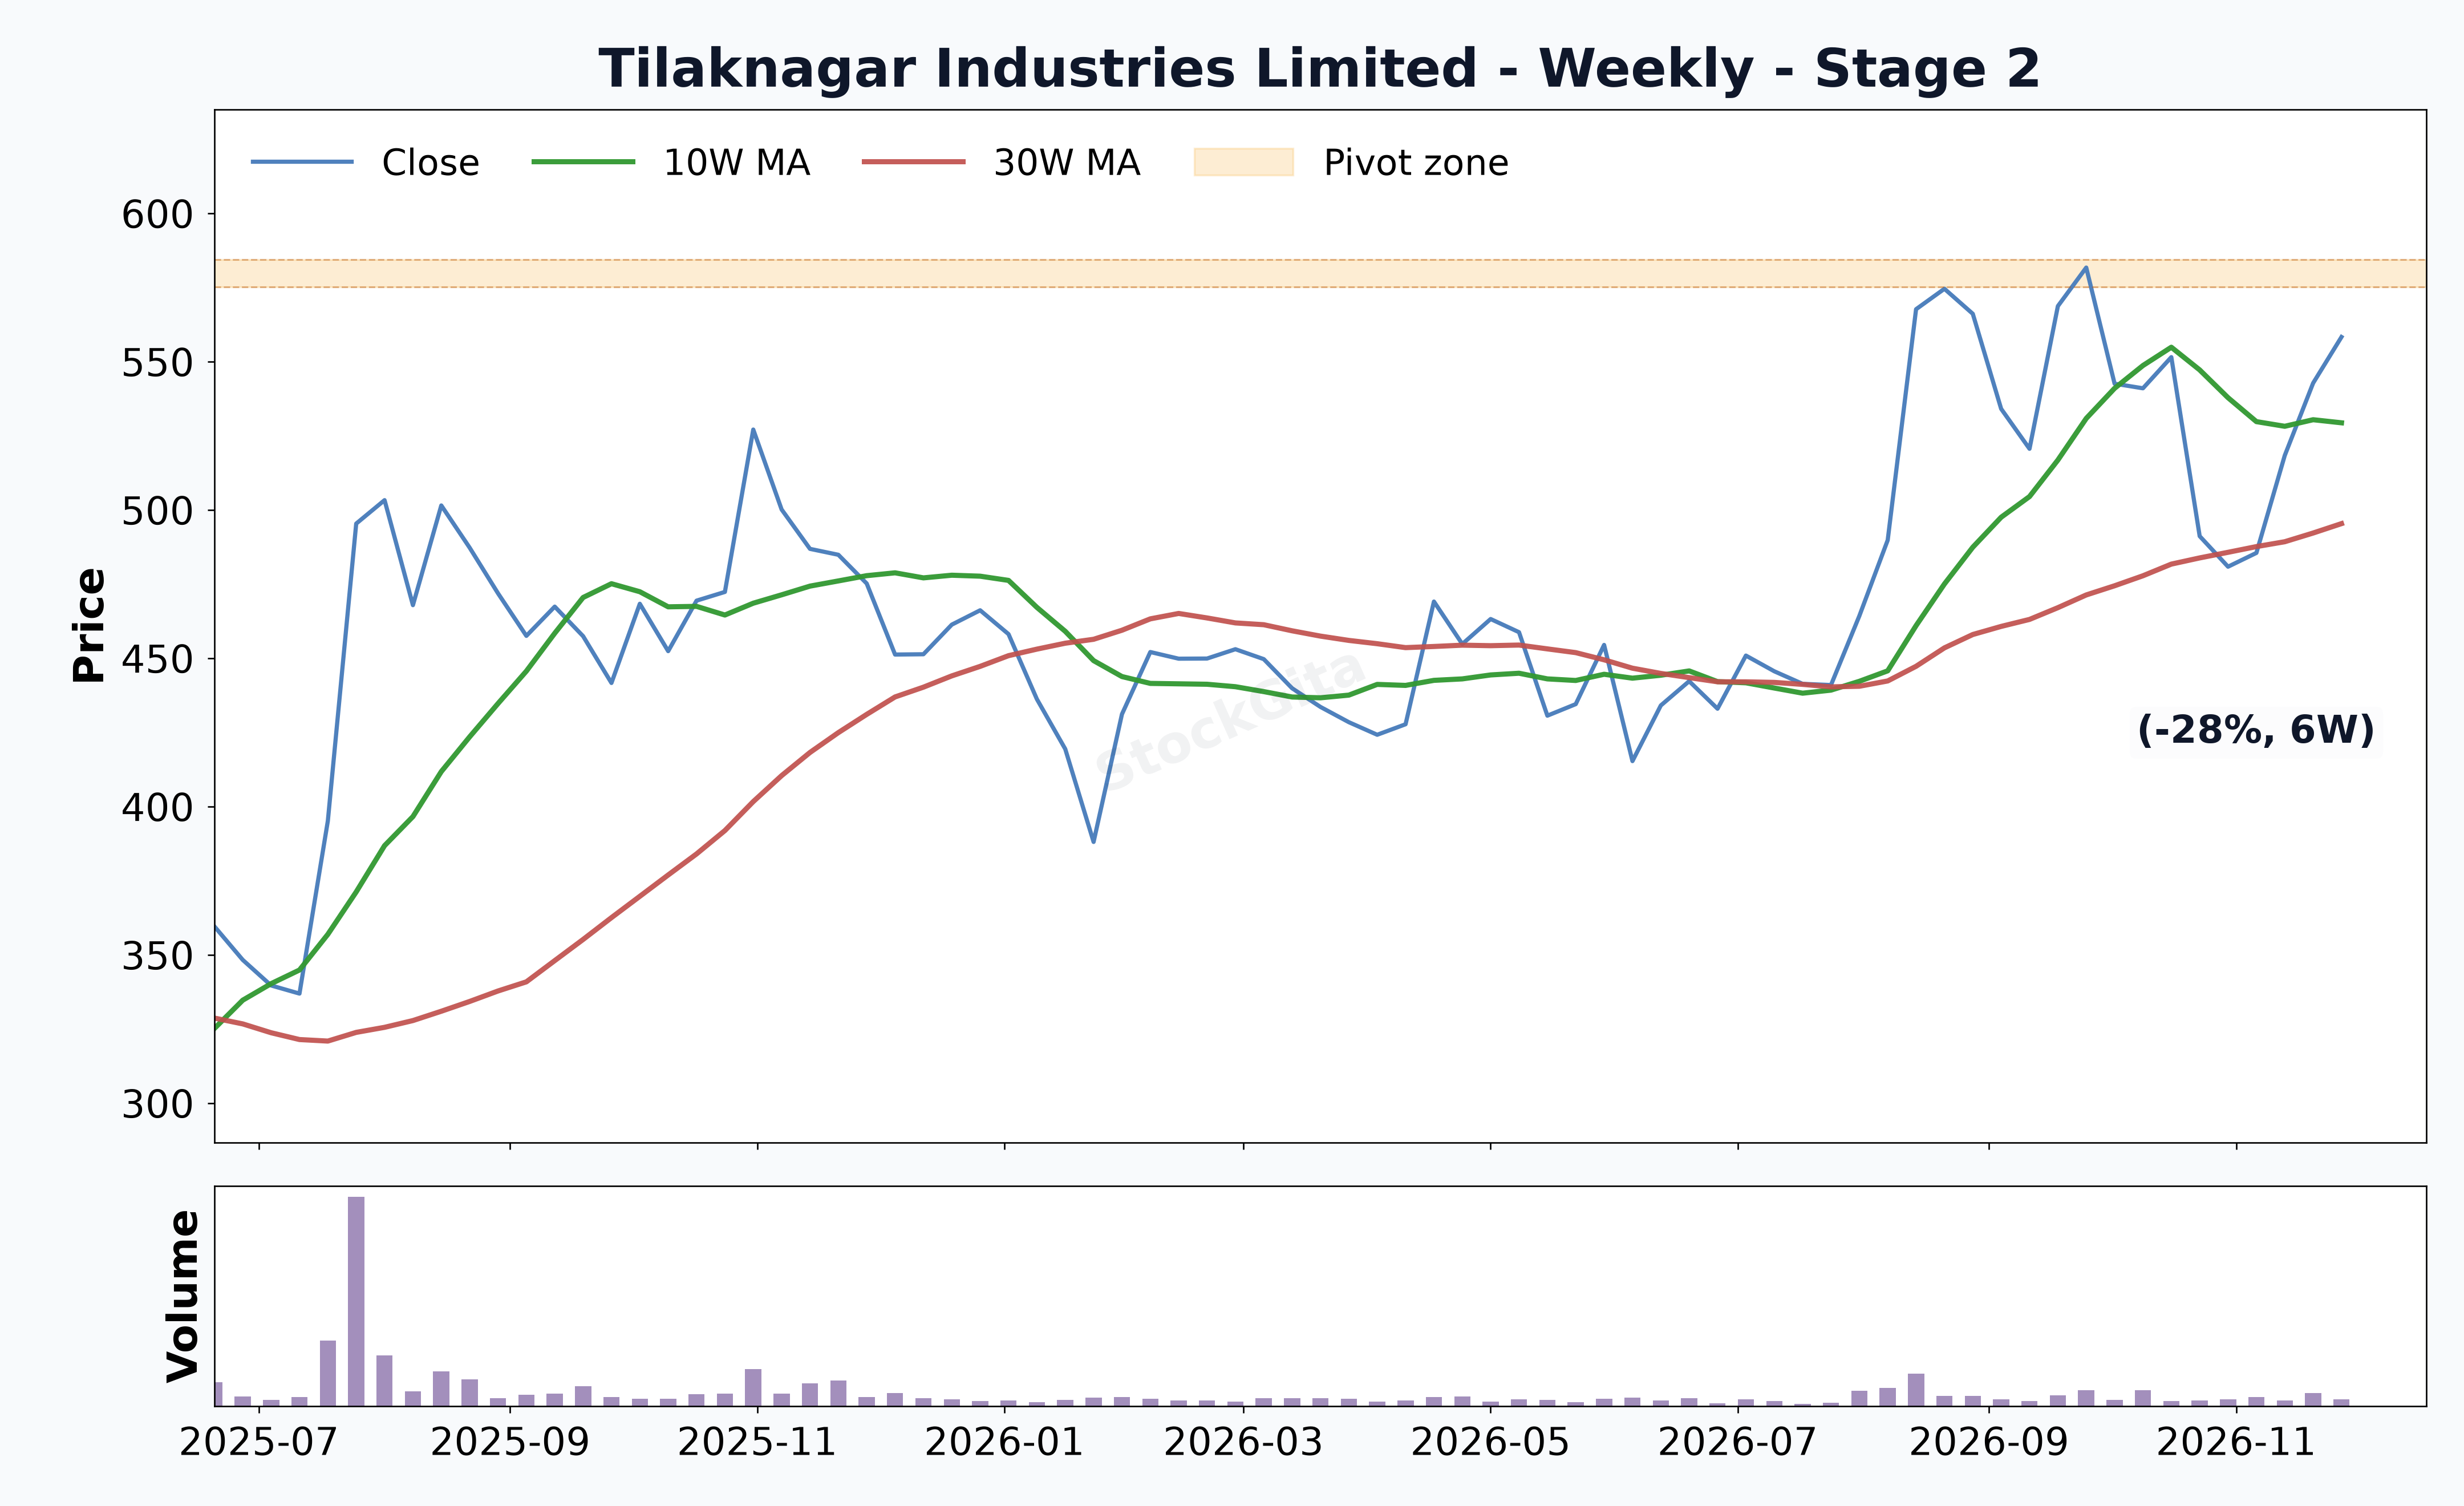 Tilaknagar Industries Limited - Weekly - Stage 2
Close 10W MA 30W MA Pivot zone
600
550
500
450
400
350
300
Price
StockGita
(-28%, 6W)
Volume
2025-07 2025-09 2025-11 2026-01 2026-03 2026-05 2026-07 2026-09 2026-11